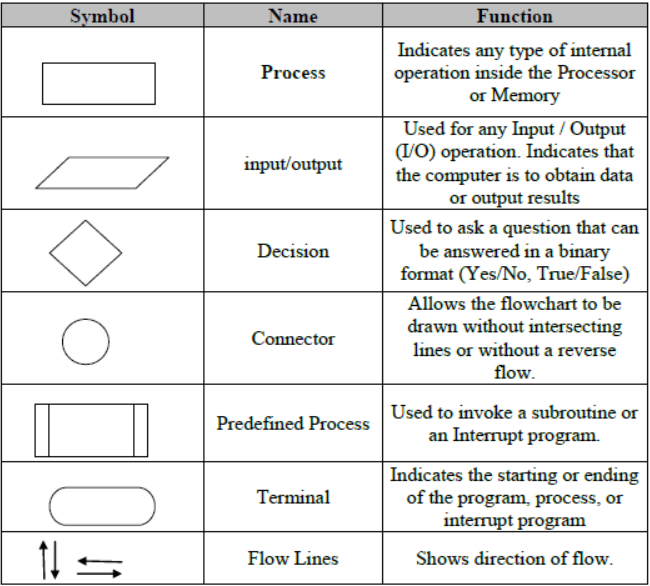 Symbol Name Function
Process
Indicates any type of internal
operation inside the Processor
or Memory
input/output
Used for any Input / Output
(I/O) operation. Indicates that
the computer is to obtain data
or output results
Decision
Used to ask a question that can
be answered in a binary
format (Yes/No, True/False)
Connector
Allows the flowchart to be
drawn without intersecting
lines or without a reverse
flow.
Predefined Process
Used to invoke a subroutine or
an Interrupt program.
Terminal
Indicates the starting or ending
of the program, process, or
interrupt program
Flow Lines
Shows direction of flow.